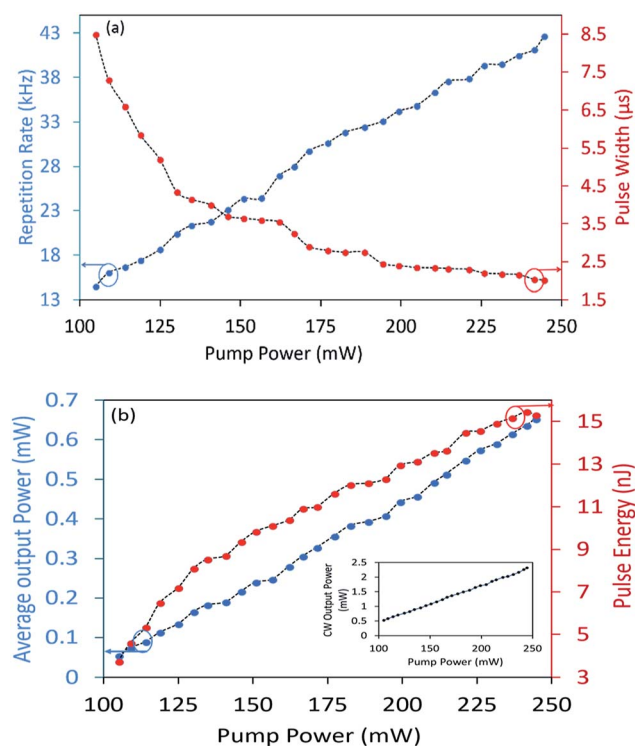 (a)
Repetition Rate (kHz)
43
38
33
28
23
18
13
8.5
7.5
6.5
5.5
4.5
3.5
2.5
1.5
Pulse Width (µs)
100 125 150 175 200 225 250
Pump Power (mW)
(b)
Average output Power (mW)
0.7
0.6
0.5
0.4
0.3
0.2
0.1
0
15
13
11
9
7
5
3
Pulse Energy (nJ)
CW Output Power
(mW)
2.5
2
1.5
1
0.5
0
100 150 200 250
Pump Power (mW)
100 125 150 175 200 225 250
Pump Power (mW)